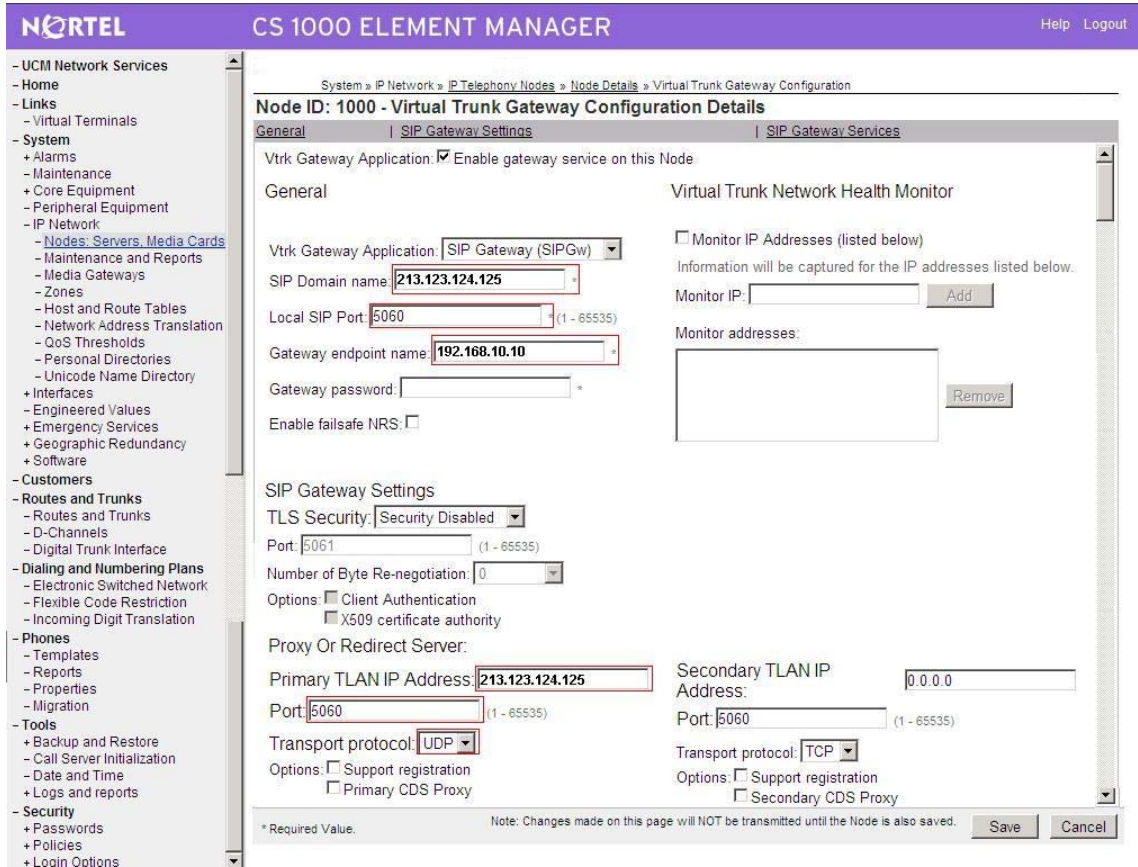 NORTEL
CS 1000 ELEMENT MANAGER
Help Logout
- UCM Network Services
- Home
- Links
- Virtual Terminals
- System
+ Alarms
- Maintenance
+ Core Equipment
- Peripheral Equipment
- IP Network
- Nodes: Servers, Media Cards
- Maintenance and Reports
- Media Gateways
- Zones
- Host and Route Tables
- Network Address Translation
- QoS Thresholds
- Personal Directories
- Unicode Name Directory
+ Interfaces
- Engineered Values
+ Emergency Services
+ Geographic Redundancy
+ Software
- Customers
- Routes and Trunks
- Routes and Trunks
- D-Channels
- Digital Trunk Interface
- Dialing and Numbering Plans
- Electronic Switched Network
- Flexible Code Restriction
- Incoming Digit Translation
- Phones
- Templates
- Reports
- Properties
- Migration
- Tools
+ Backup and Restore
- Call Server Initialization
- Date and Time
+ Logs and reports
- Security
+ Passwords
+ Policies
+ Login Options
System » IP Network » IP Telephony Nodes » Node Details » Virtual Trunk Gateway Configuration
Node ID: 1000 - Virtual Trunk Gateway Configuration Details
General | SIP Gateway Settings | SIP Gateway Services
Vtrk Gateway Application: Enable gateway service on this Node
General
Vtrk Gateway Application: SIP Gateway (SIPGw)
SIP Domain name: 213.123.124.125 *
Local SIP Port: 5060 * (1 - 65535)
Gateway endpoint name: 192.168.10.10 *
Gateway password: *
Enable failsafe NRS:
Virtual Trunk Network Health Monitor
Monitor IP Addresses (listed below)
Information will be captured for the IP addresses listed below.
Monitor IP: Add
Monitor addresses:
Remove
SIP Gateway Settings
TLS Security: Security Disabled
Port: 5061 (1 - 65535)
Number of Byte Re-negotiation: 0
Options: Client Authentication
X509 certificate authority
Proxy Or Redirect Server:
Primary TLAN IP Address: 213.123.124.125
Port: 5060 (1 - 65535)
Transport protocol: UDP
Options: Support registration
Primary CDS Proxy
Secondary TLAN IP
Address: 0.0.0.0
Port: 5060 (1 - 65535)
Transport protocol: TCP
Options: Support registration
Secondary CDS Proxy
* Required Value.
Note: Changes made on this page will NOT be transmitted until the Node is also saved.
Save Cancel